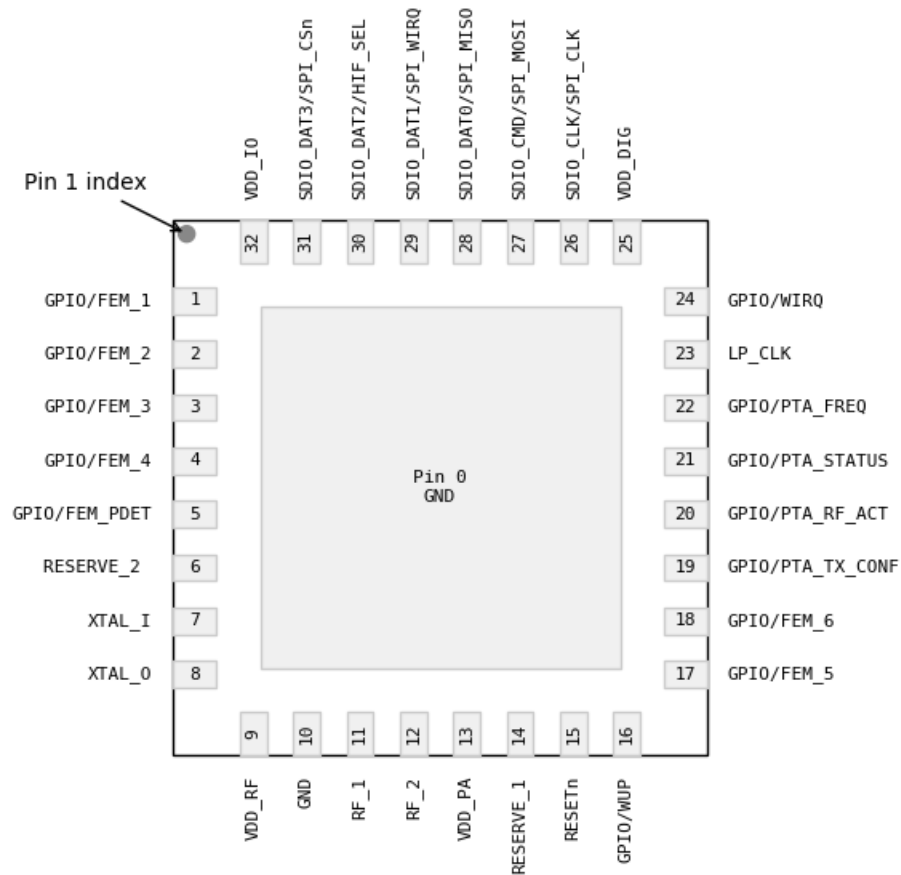 VDD_IO
SDIO_DAT3/SPI_CSn
SDIO_DAT2/HIF_SEL
SDIO_DAT1/SPI_WIRQ
SDIO_DAT0/SPI_MISO
SDIO_CMD/SPI_MOSI
SDIO_CLK/SPI_CLK
VDD_DIG
Pin 1 index
32
31
30
29
28
27
26
25
GPIO/FEM_1 1
24 GPIO/WIRQ
GPIO/FEM_2 2
23 LP_CLK
GPIO/FEM_3 3
22 GPIO/PTA_FREQ
GPIO/FEM_4 4
21 GPIO/PTA_STATUS
Pin 0
GND
GPIO/FEM_PDET 5
20 GPIO/PTA_RF_ACT
RESERVE_2 6
19 GPIO/PTA_TX_CONF
XTAL_I 7
18 GPIO/FEM_6
XTAL_O 8
17 GPIO/FEM_5
9
10
11
12
13
14
15
16
VDD_RF
GND
RF_1
RF_2
VDD_PA
RESERVE_1
RESETn
GPIO/WUP